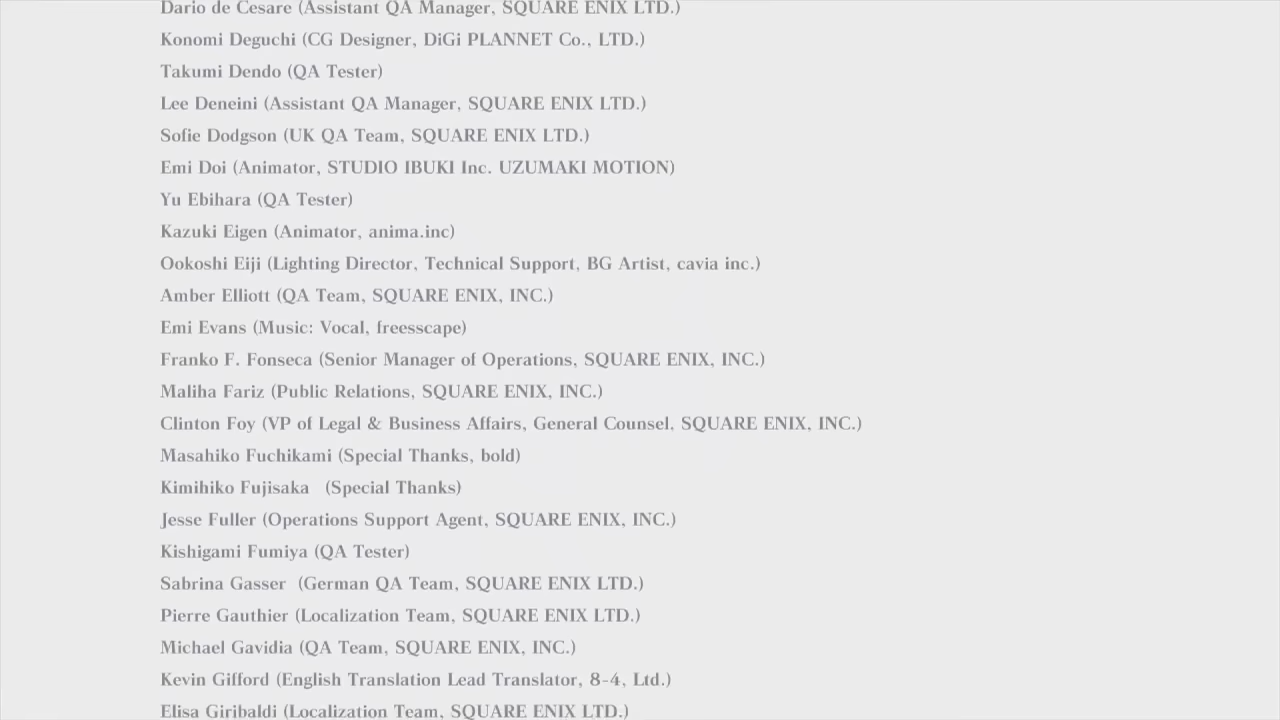 Dario de Cesare (Assistant QA Manager, SQUARE ENIX LTD.)
Konomi Deguchi (CG Designer, DiGi PLANNET Co., LTD.)
Takumi Dendo (QA Tester)
Lee Deneini (Assistant QA Manager, SQUARE ENIX LTD.)
Sofie Dodgson (UK QA Team, SQUARE ENIX LTD.)
Emi Doi (Animator, STUDIO IBUKI Inc. UZUMAKI MOTION)
Yu Ebihara (QA Tester)
Kazuki Eigen (Animator, anima.inc)
Ookoshi Eiji (Lighting Director, Technical Support, BG Artist, cavia inc.)
Amber Elliott (QA Team, SQUARE ENIX, INC.)
Emi Evans (Music: Vocal, freesscape)
Franko F. Fonseca (Senior Manager of Operations, SQUARE ENIX, INC.)
Maliha Fariz (Public Relations, SQUARE ENIX, INC.)
Clinton Foy (VP of Legal & Business Affairs, General Counsel, SQUARE ENIX, INC.)
Masahiko Fuchikami (Special Thanks, bold)
Kimihiko Fujisaka (Special Thanks)
Jesse Fuller (Operations Support Agent, SQUARE ENIX, INC.)
Kishigami Fumiya (QA Tester)
Sabrina Gasser (German QA Team, SQUARE ENIX LTD.)
Pierre Gauthier (Localization Team, SQUARE ENIX LTD.)
Michael Gavidia (QA Team, SQUARE ENIX, INC.)
Kevin Gifford (English Translation Lead Translator, 8-4, Ltd.)
Elisa Giribaldi (Localization Team, SQUARE ENIX LTD.)